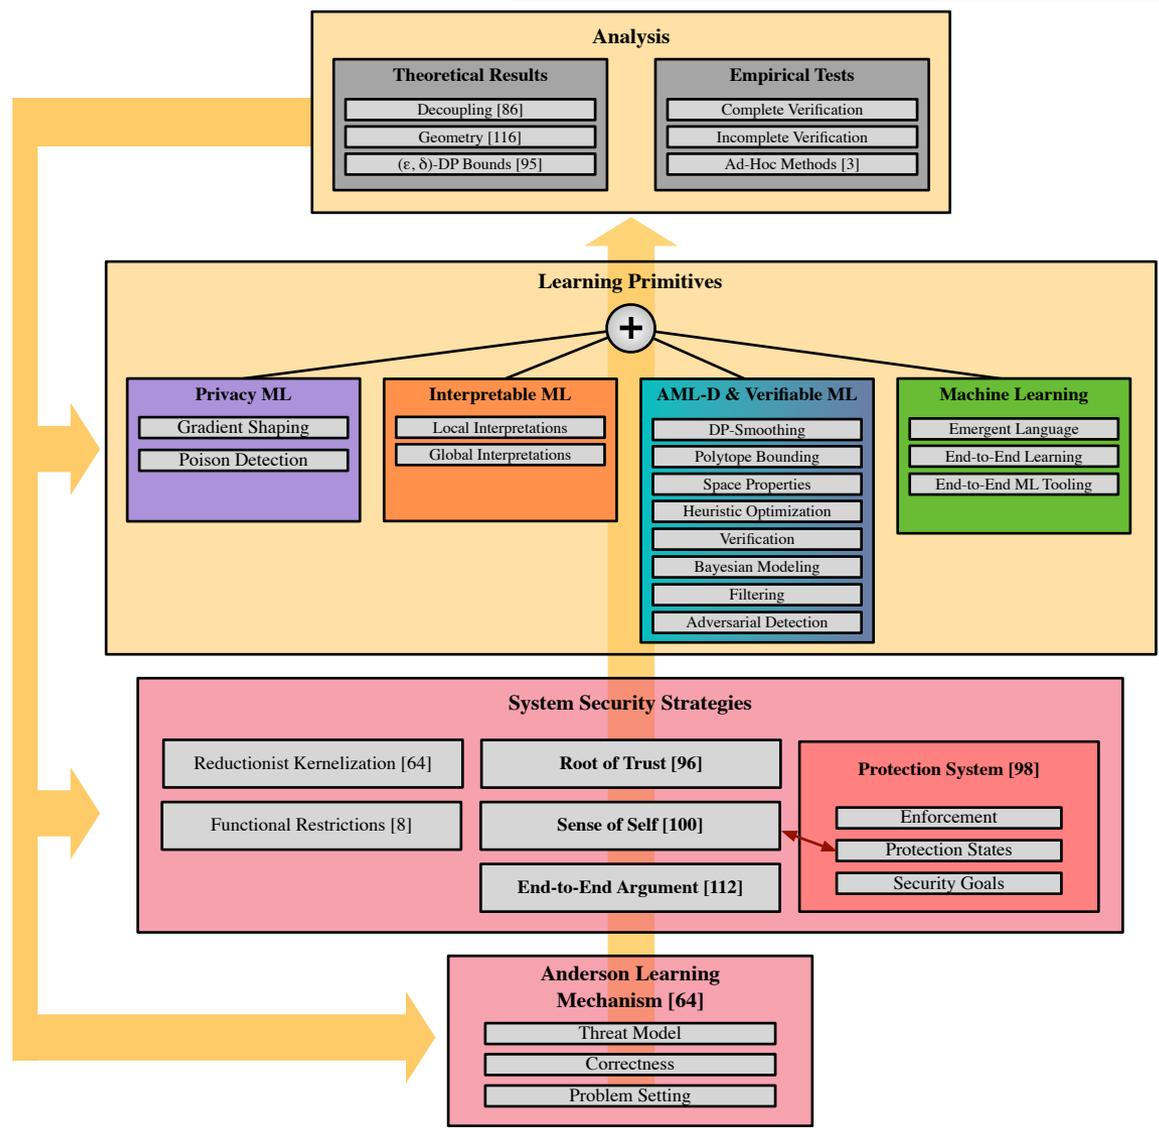 Analysis
Theoretical Results
Decoupling [86]
Geometry [116]
(ε, δ)-DP Bounds [95]
Empirical Tests
Complete Verification
Incomplete Verification
Ad-Hoc Methods [3]
Learning Primitives
+
Privacy ML
Gradient Shaping
Poison Detection
Interpretable ML
Local Interpretations
Global Interpretations
AML-D & Verifiable ML
DP-Smoothing
Polytope Bounding
Space Properties
Heuristic Optimization
Verification
Bayesian Modeling
Filtering
Adversarial Detection
Machine Learning
Emergent Language
End-to-End Learning
End-to-End ML Tooling
System Security Strategies
Reductionist Kernelization [64]
Functional Restrictions [8]
Root of Trust [96]
Sense of Self [100]
End-to-End Argument [112]
Protection System [98]
Enforcement
Protection States
Security Goals
Anderson Learning
Mechanism [64]
Threat Model
Correctness
Problem Setting